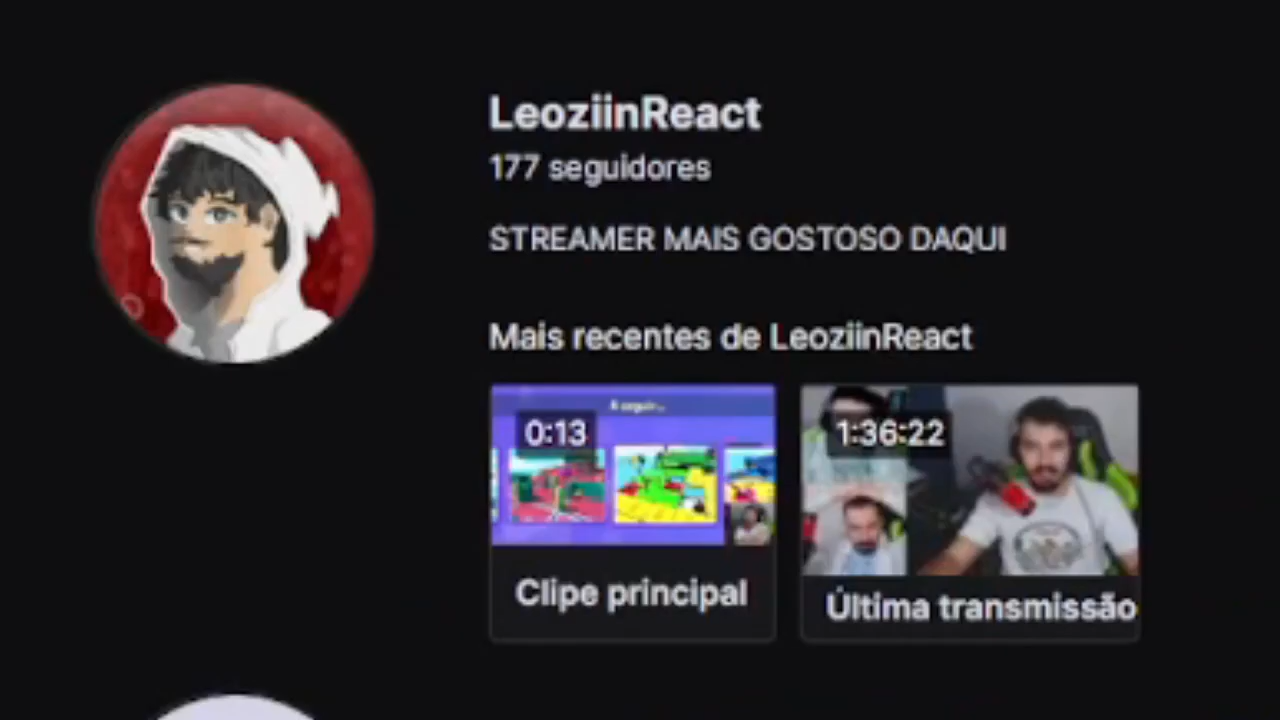 LeoziinReact
177 seguidores
STREAMER MAIS GOSTOSO DAQUI
Mais recentes de LeoziinReact
A seguir...
0:13
1:36:22
Clipe principal
Última transmissão